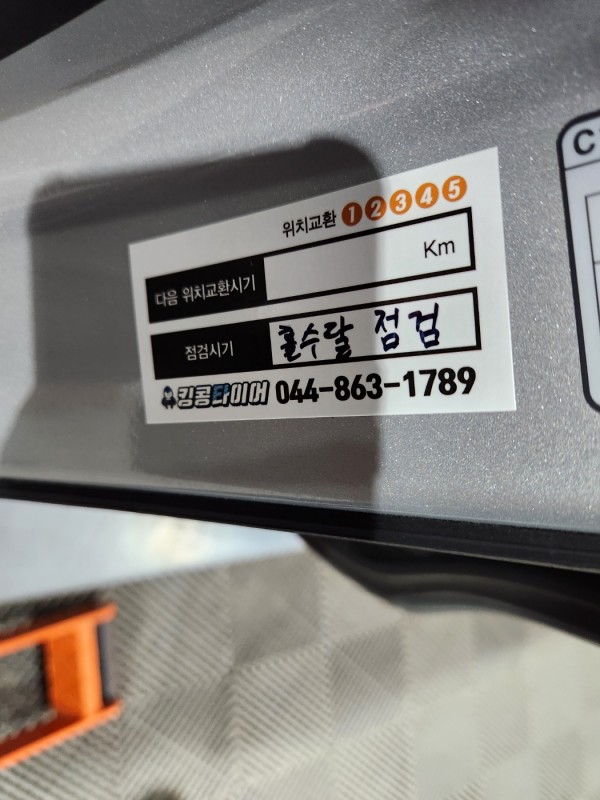 위치교환 1 2 3 4 5
다음 위치교환시기 Km
점검시기 홀수달 점검
킹콩타이어 044-863-1789
C